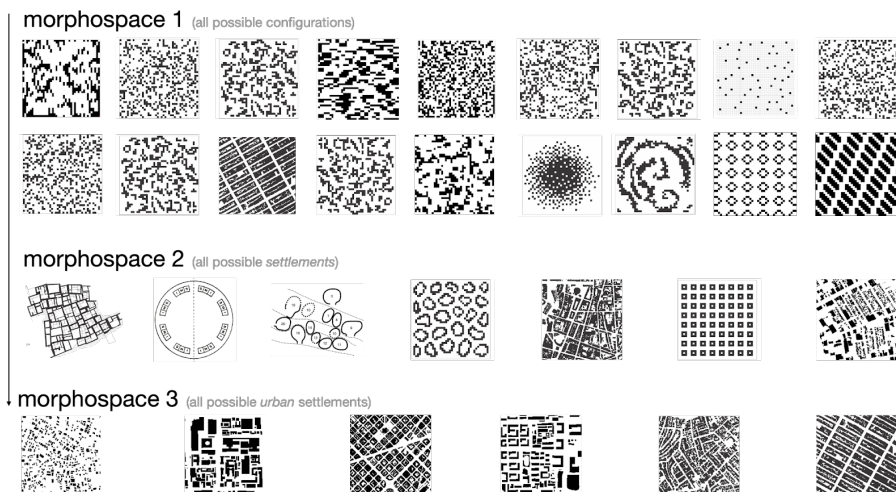 morphospace 1 (all possible configurations)
morphospace 2 (all possible settlements)
morphospace 3 (all possible urban settlements)